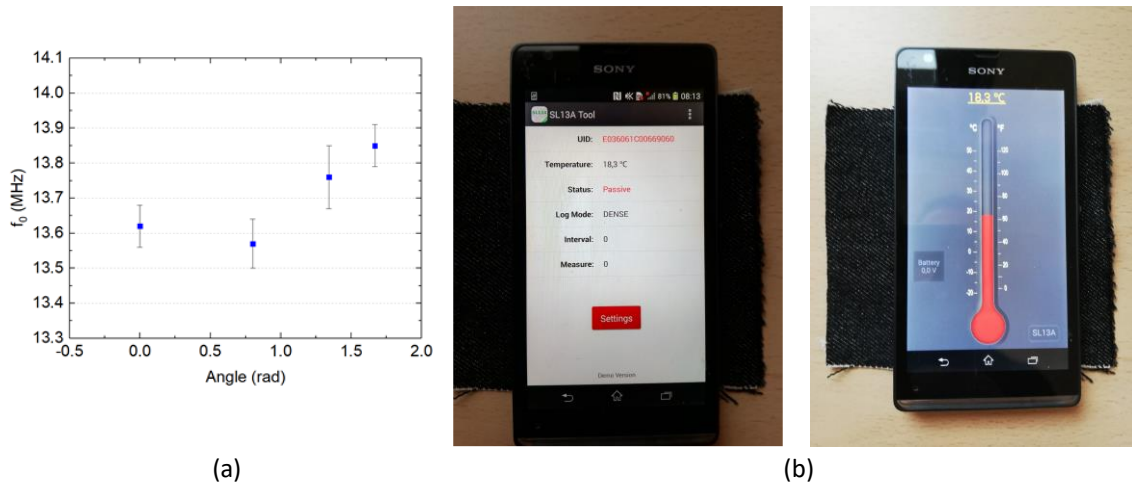 14.1
14.0
13.9
13.8
13.7
13.6
13.5
13.4
13.3
f0 (MHz)
-0.5 0.0 0.5 1.0 1.5 2.0
Angle (rad)
SONY
81% 08:13
SL13A Tool
UID: E036061C00669060
Temperature: 18,3 °C
Status: Passive
Log Mode: DENSE
Interval: 0
Measure: 0
Settings
Demo Version
SONY
18.3 °C
°C °F
Battery
0,0 V
SL13A
(a) (b)